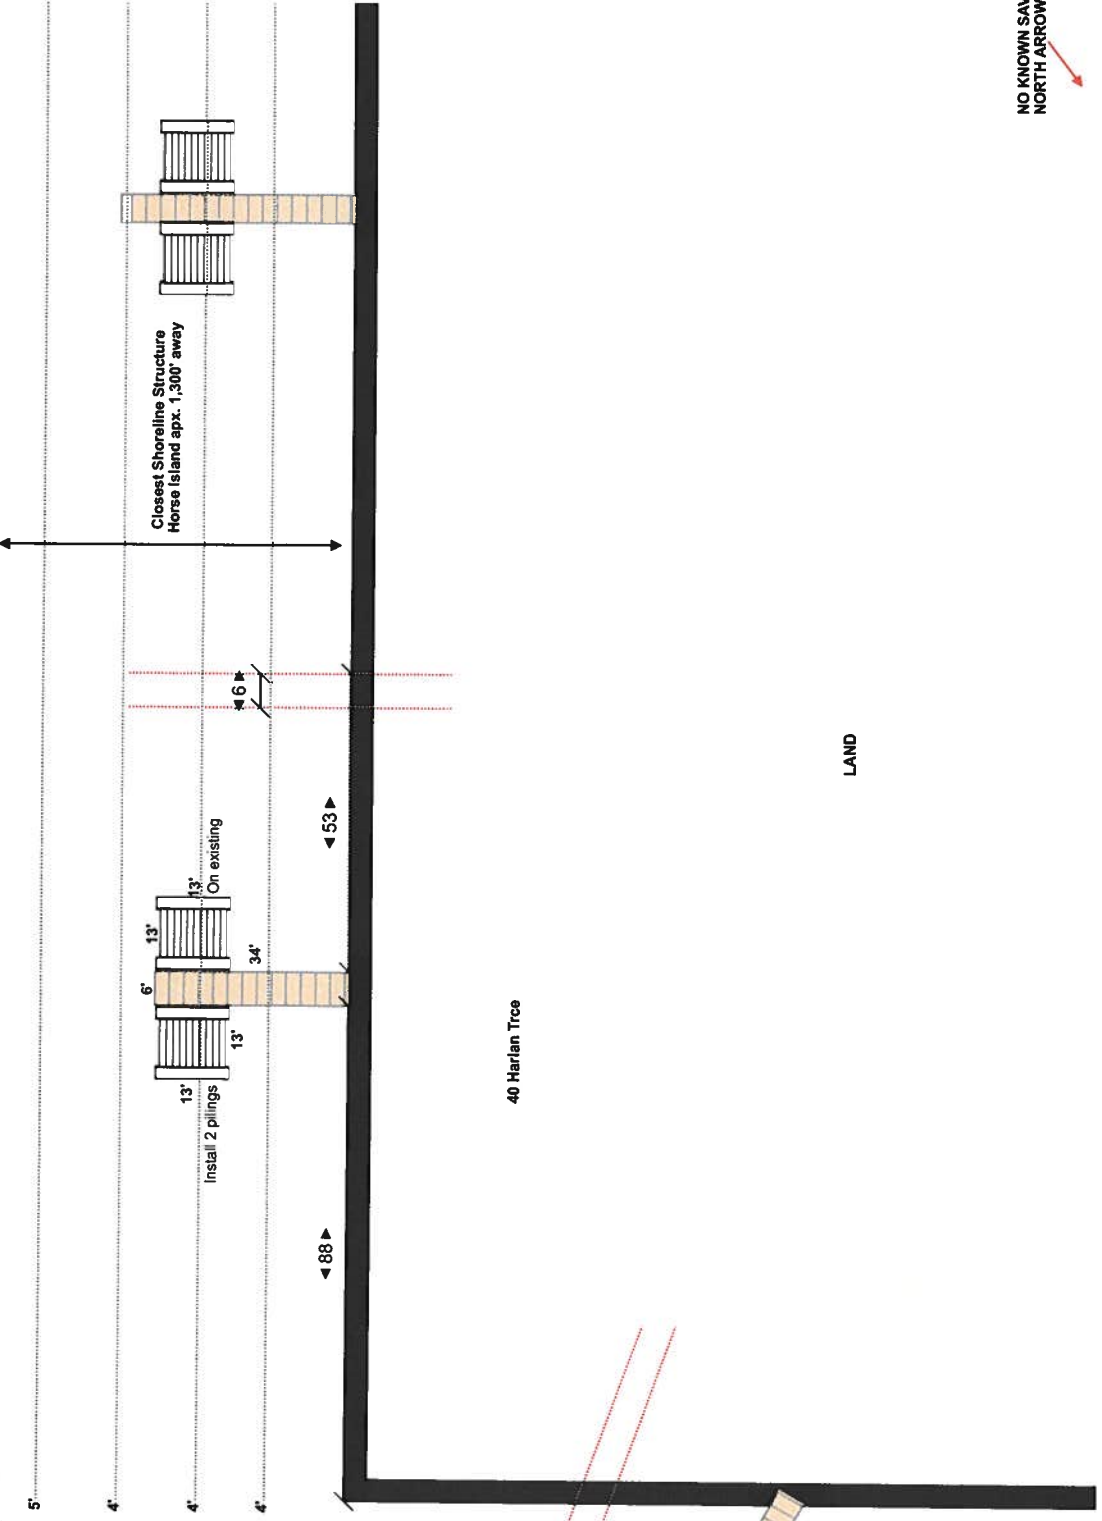 5'
4'
6'
13'
Closest Shoreline Structure
Horse Island apx. 1,300' away
4'
13'
13'
Install 2 pilings
On existing
13'
6
34'
4'
88
53
40 Harlan Trce
LAND
NO KNOWN SAV
NORTH ARROW